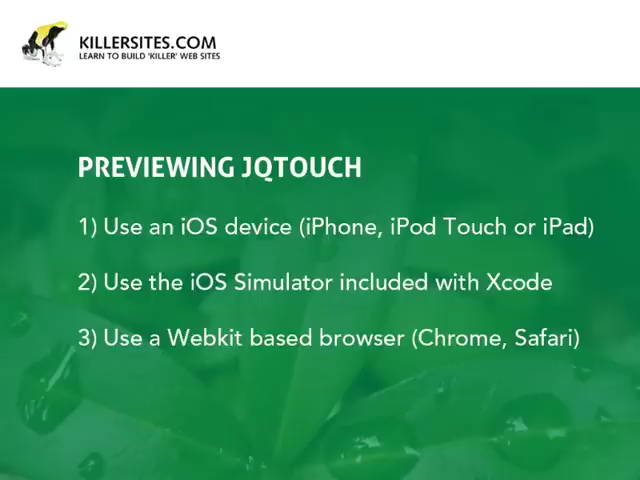 KILLERSITES.COM
LEARN TO BUILD 'KILLER' WEB SITES
PREVIEWING JQTOUCH
1) Use an iOS device (iPhone, iPod Touch or iPad)
2) Use the iOS Simulator included with Xcode
3) Use a Webkit based browser (Chrome, Safari)